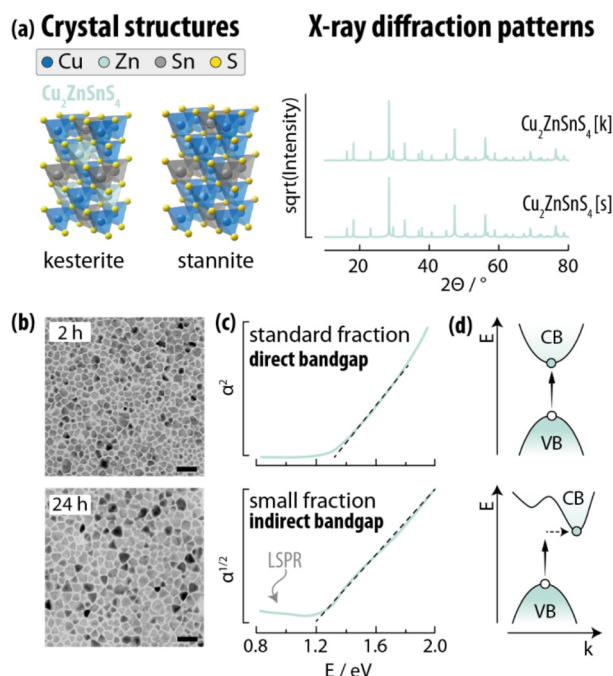 (a) Crystal structures
X-ray diffraction patterns
Cu Zn Sn S
Cu₂ZnSnS₄
kesterite
stannite
sqrt(Intensity)
Cu₂ZnSnS₄ [k]
Cu₂ZnSnS₄ [s]
20 40 60 80
2Θ / °
(b)
2 h
24 h
(c)
α²
standard fraction
direct bandgap
α¹ᐟ²
small fraction
indirect bandgap
LSPR
0.8 1.2 1.6 2.0
E / eV
(d)
E
CB
VB
E
CB
VB
k